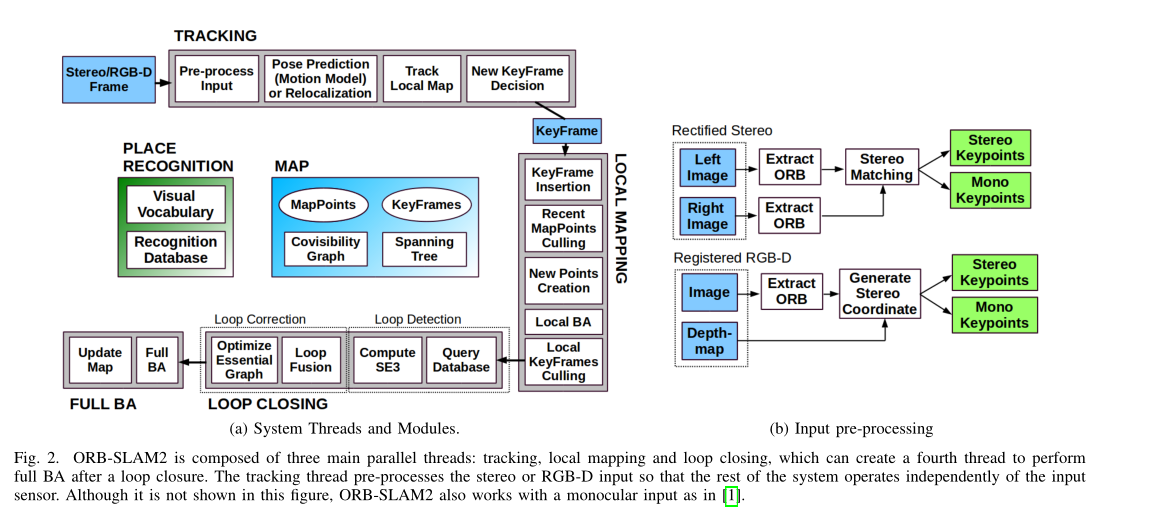 TRACKING
Stereo/RGB-D
Frame
Pre-process
Input
Pose Prediction
(Motion Model)
or Relocalization
Track
Local Map
New KeyFrame
Decision
KeyFrame
PLACE
RECOGNITION
Visual
Vocabulary
Recognition
Database
MAP
MapPoints
KeyFrames
Covisibility
Graph
Spanning
Tree
LOCAL MAPPING
KeyFrame
Insertion
Recent
MapPoints
Culling
New Points
Creation
Local BA
Local
KeyFrames
Culling
Loop Correction
Loop Detection
Update
Map
Full
BA
Optimize
Essential
Graph
Loop
Fusion
Compute
SE3
Query
Database
FULL BA
LOOP CLOSING
(a) System Threads and Modules.
Rectified Stereo
Left
Image
Extract
ORB
Stereo
Matching
Stereo
Keypoints
Mono
Keypoints
Right
Image
Extract
ORB
Registered RGB-D
Image
Extract
ORB
Generate
Stereo
Coordinate
Stereo
Keypoints
Mono
Keypoints
Depth-
map
(b) Input pre-processing
Fig. 2. ORB-SLAM2 is composed of three main parallel threads: tracking, local mapping and loop closing, which can create a fourth thread to perform
full BA after a loop closure. The tracking thread pre-processes the stereo or RGB-D input so that the rest of the system operates independently of the input
sensor. Although it is not shown in this figure, ORB-SLAM2 also works with a monocular input as in [1].